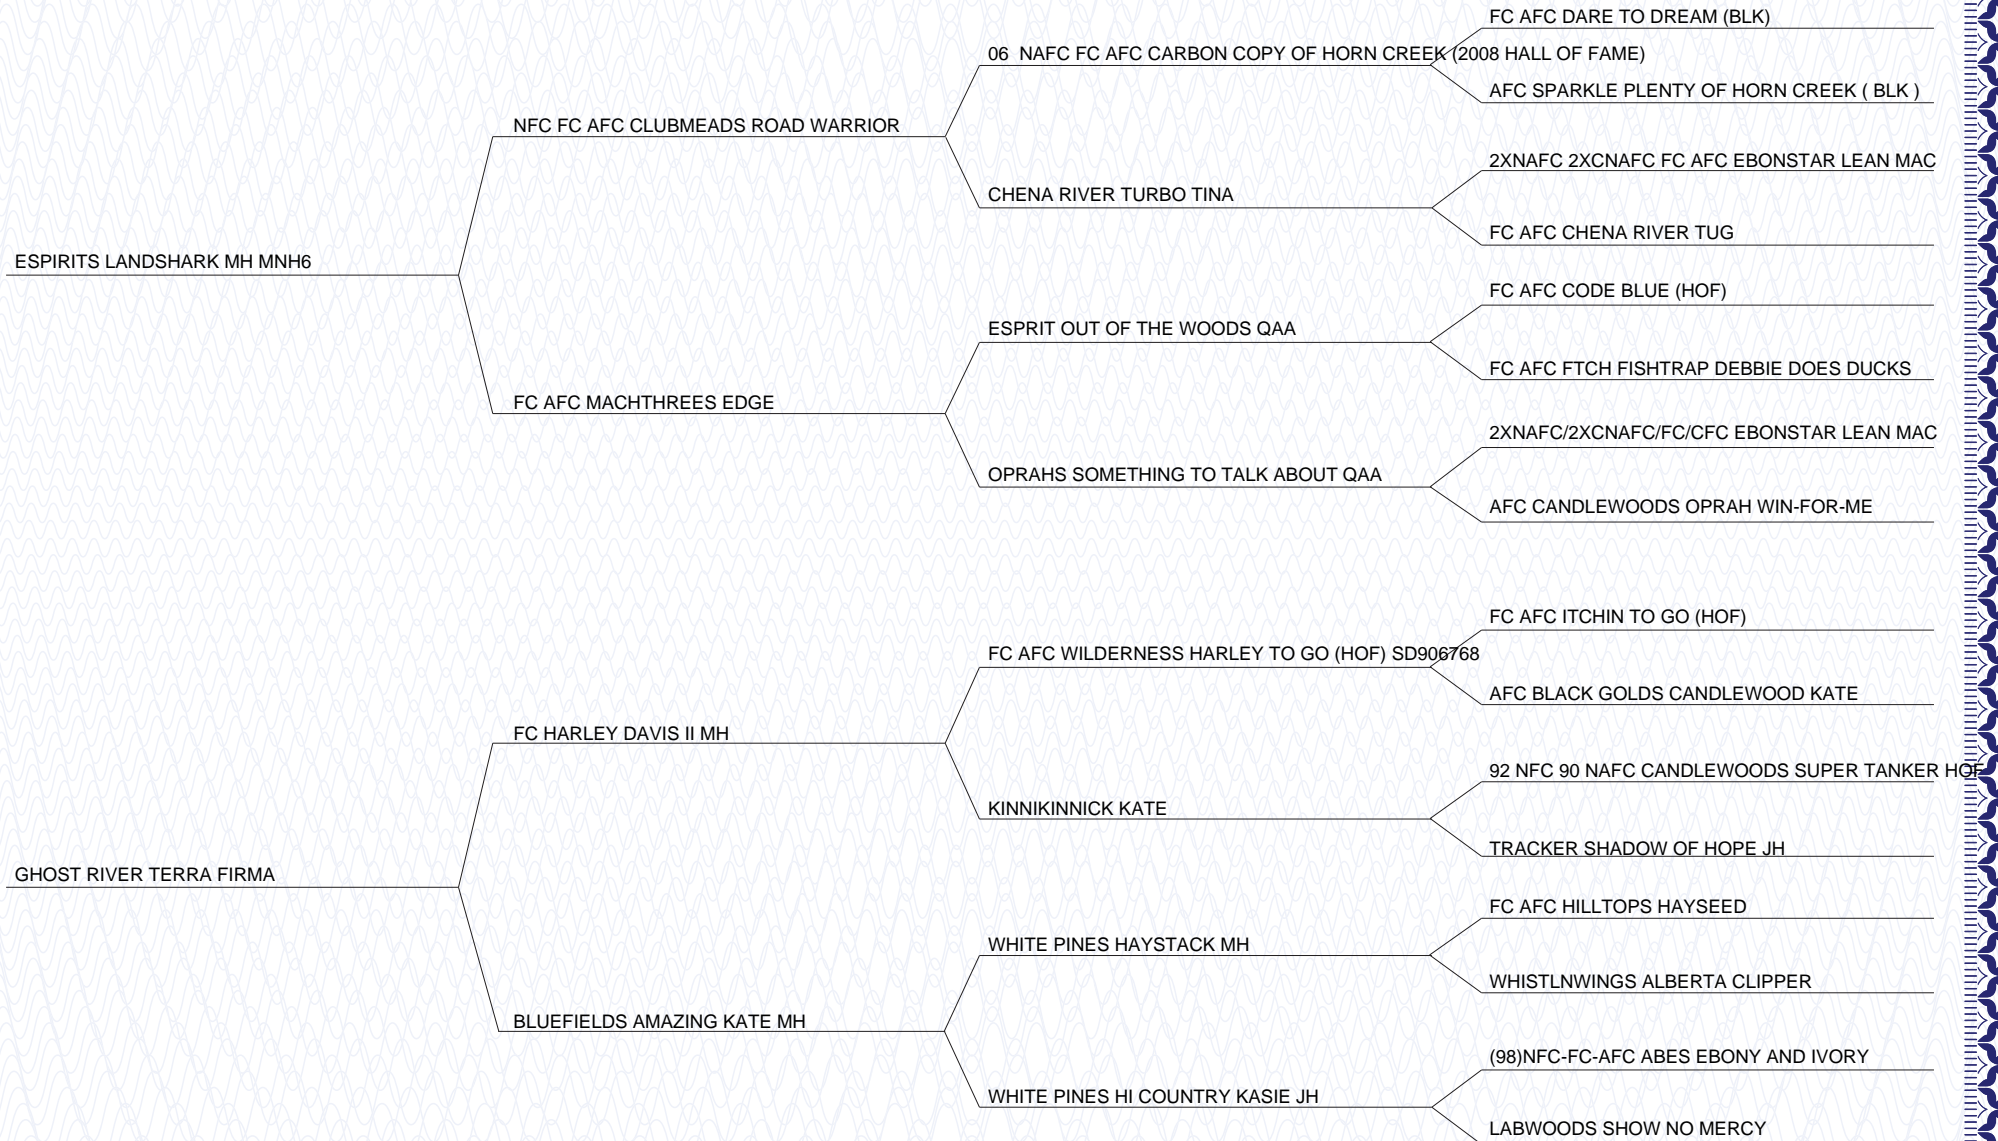 FC AFC DARE TO DREAM (BLK)
06  NAFC FC AFC CARBON COPY OF HORN CREEK (2008 HALL OF FAME)
AFC SPARKLE PLENTY OF HORN CREEK ( BLK )
NFC FC AFC CLUBMEADS ROAD WARRIOR
2XNAFC 2XCNAFC FC AFC EBONSTAR LEAN MAC
CHENA RIVER TURBO TINA
FC AFC CHENA RIVER TUG
ESPIRITS LANDSHARK MH MNH6
FC AFC CODE BLUE (HOF)
ESPRIT OUT OF THE WOODS QAA
FC AFC FTCH FISHTRAP DEBBIE DOES DUCKS
FC AFC MACHTHREES EDGE
2XNAFC/2XCNAFC/FC/CFC EBONSTAR LEAN MAC
OPRAHS SOMETHING TO TALK ABOUT QAA
AFC CANDLEWOODS OPRAH WIN-FOR-ME
FC AFC ITCHIN TO GO (HOF)
FC AFC WILDERNESS HARLEY TO GO (HOF) SD906768
AFC BLACK GOLDS CANDLEWOOD KATE
FC HARLEY DAVIS II MH
92 NFC 90 NAFC CANDLEWOODS SUPER TANKER HOF
KINNIKINNICK KATE
TRACKER SHADOW OF HOPE JH
GHOST RIVER TERRA FIRMA
FC AFC HILLTOPS HAYSEED
WHITE PINES HAYSTACK MH
WHISTLNWINGS ALBERTA CLIPPER
BLUEFIELDS AMAZING KATE MH
(98)NFC-FC-AFC ABES EBONY AND IVORY
WHITE PINES HI COUNTRY KASIE JH
LABWOODS SHOW NO MERCY